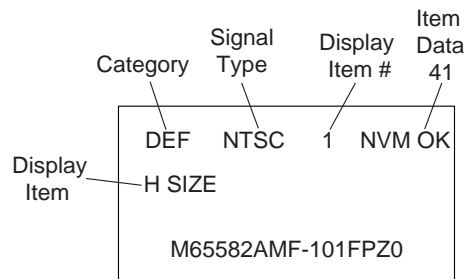 Category
Signal
Type
Display
Item #
Item
Data
41
DEF NTSC 1 NVM OK
Display
Item
H SIZE
M65582AMF-101FPZ0